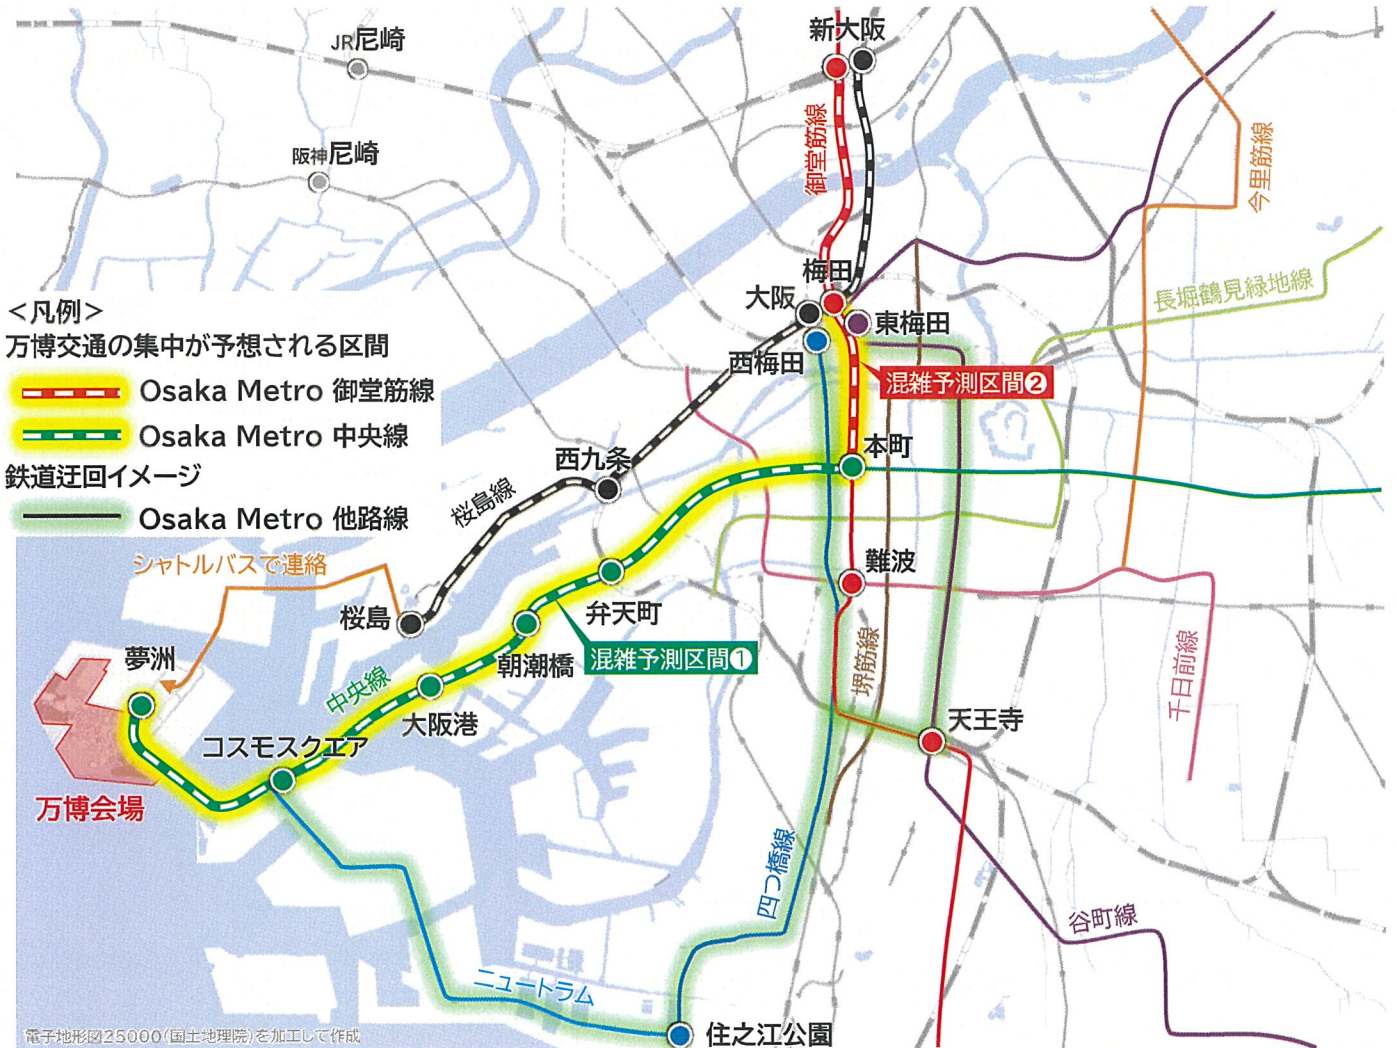 新大阪
JR尼崎
阪神尼崎
御堂筋線
今里筋線
梅田
大阪
東梅田
西梅田
長堀鶴見緑地線
<凡例>
万博交通の集中が予想される区間
Osaka Metro 御堂筋線
Osaka Metro 中央線
鉄道迂回イメージ
Osaka Metro 他路線
混雑予測区間❷
本町
西九条
桜島線
シャトルバスで連絡
難波
桜島
弁天町
混雑予測区間❶
朝潮橋
堺筋線
夢洲
中央線
大阪港
千日前線
天王寺
コスモスクエア
万博会場
四つ橋線
谷町線
ニュートラム
住之江公園
電子地形図25000(国土地理院)を加工して作成